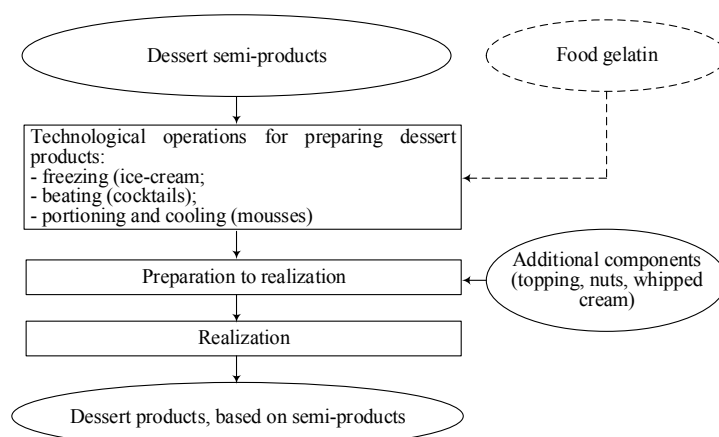 Dessert semi-products
Food gelatin
Technological operations for preparing dessert
products:
- freezing (ice-cream;
- beating (cocktails);
- portioning and cooling (mousses)
Additional components
(topping, nuts, whipped
cream)
Preparation to realization
Realization
Dessert products, based on semi-products